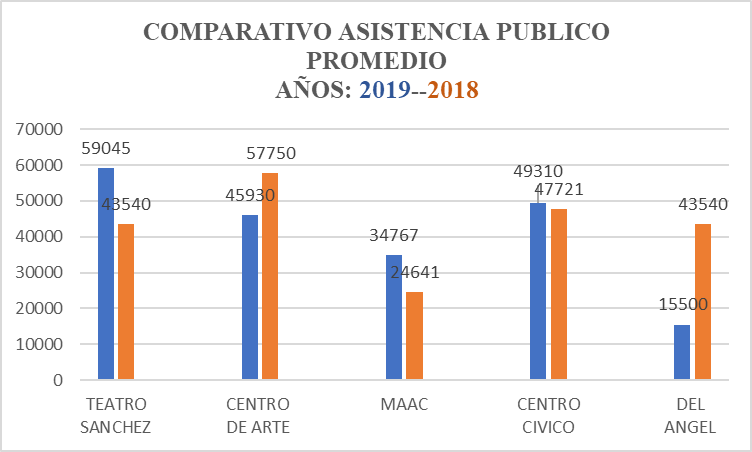 COMPARATIVO ASISTENCIA PUBLICO
PROMEDIO
AÑOS: 2019--2018
70000
60000
50000
40000
30000
20000
10000
0
59045
43540
45930
57750
34767
24641
49310
47721
15500
43540
TEATRO
SANCHEZ
CENTRO
DE ARTE
MAAC
CENTRO
CIVICO
DEL
ANGEL